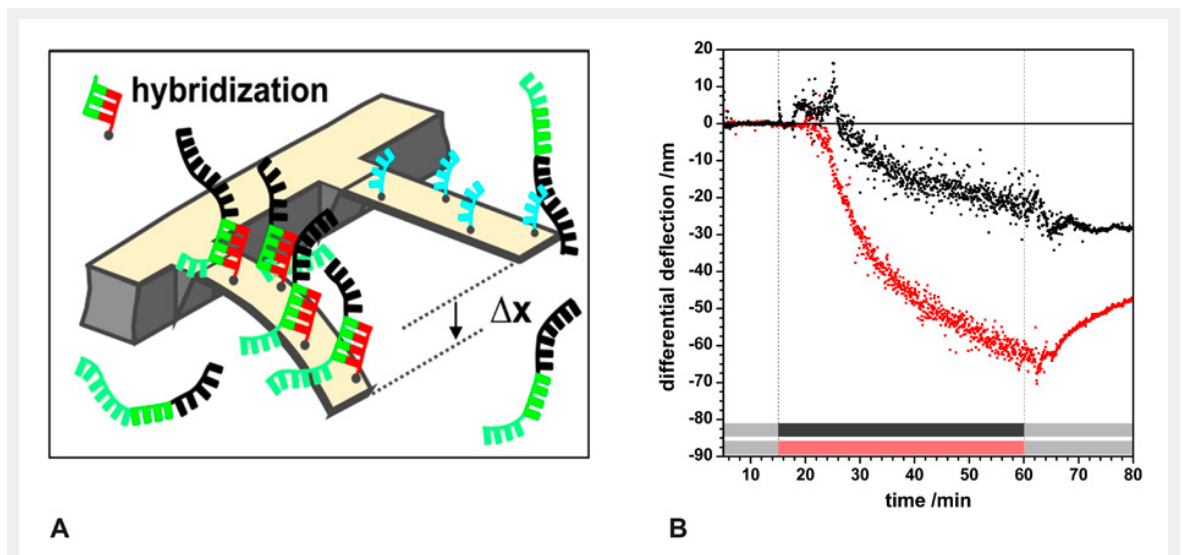 hybridization
Δx
A
differential deflection /nm
20
10
0
-10
-20
-30
-40
-50
-60
-70
-80
-90
10 20 30 40 50 60 70 80
time /min
B